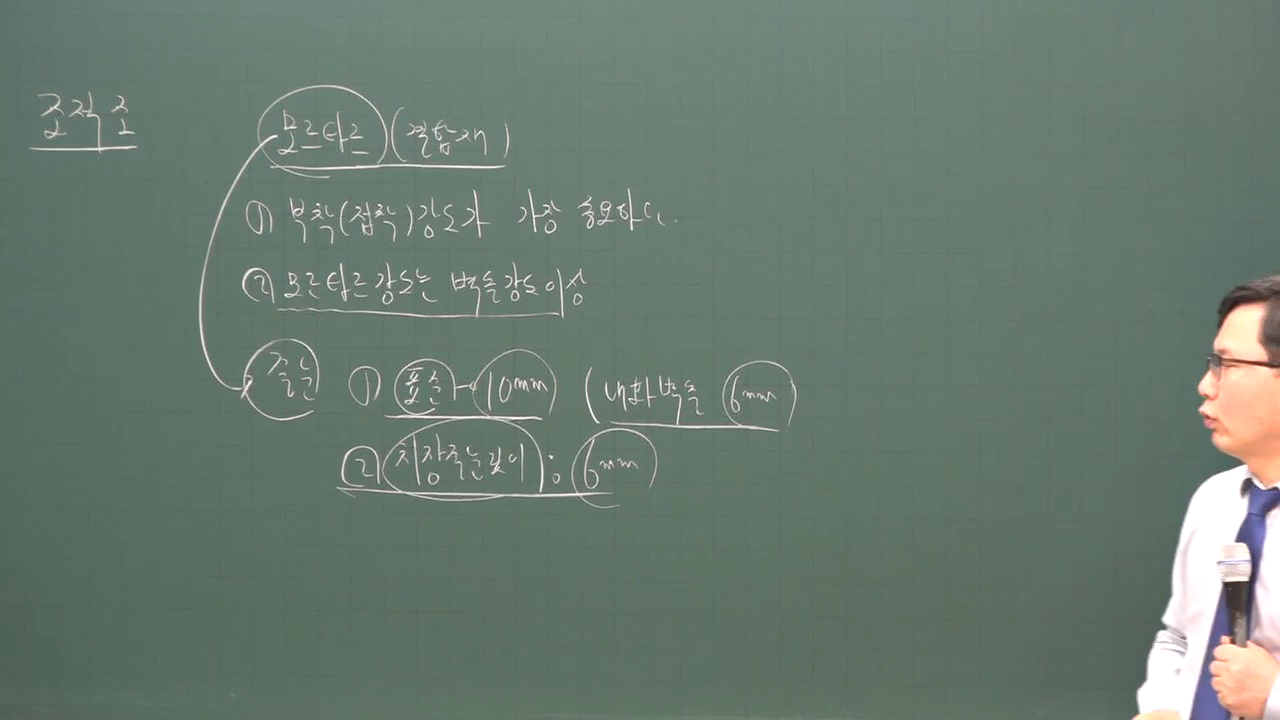 조적조
모르타르 (결합재)
① 부착(접착)강도가 가장 중요하다.
② 모르타르강도는 벽돌강도 이상
줄눈 ① 표준 - 10mm (내화벽돌 6mm)
② 치장줄눈깊이 : 6mm